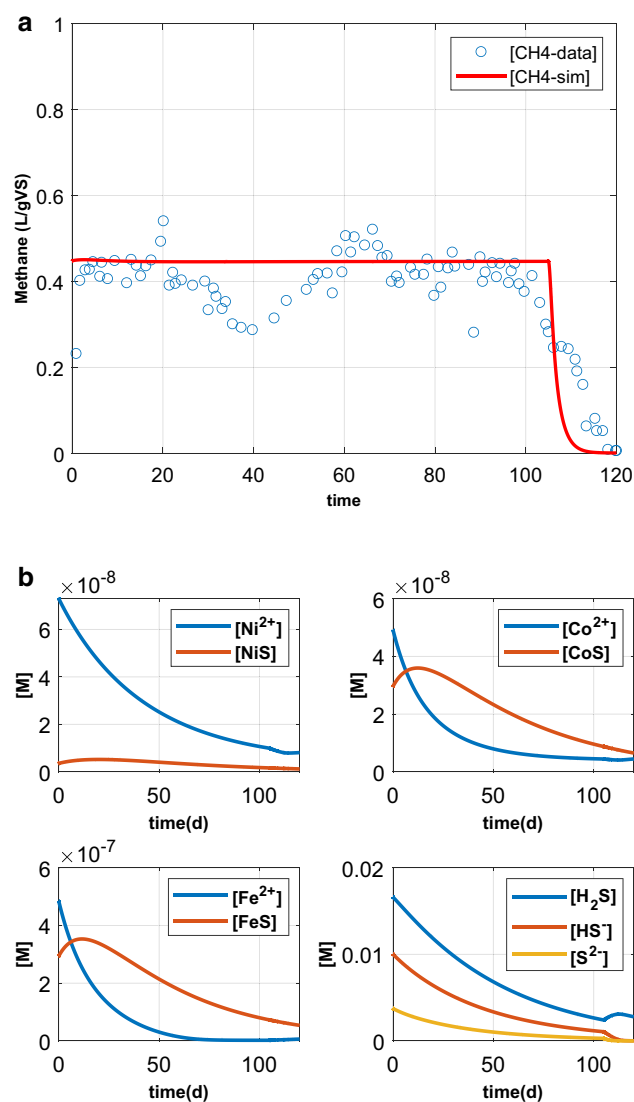 a
1
0.8
0.6
0.4
0.2
0
Methane (L/gVS)
[CH4-data]
[CH4-sim]
0 20 40 60 80 100 120
time
b
×10⁻⁸
6
4
2
0
[M]
[Ni²⁺]
[NiS]
0 50 100
time(d)
×10⁻⁸
6
4
2
0
[M]
[Co²⁺]
[CoS]
0 50 100
time(d)
×10⁻⁷
6
4
2
0
[M]
[Fe²⁺]
[FeS]
0 50 100
time(d)
0.02
0.01
0
[M]
[H₂S]
[HS⁻]
[S²⁻]
0 50 100
time(d)